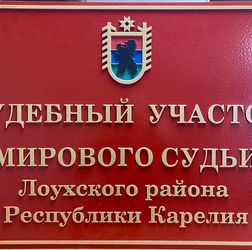 УДЕБНЫЙ УЧАСТО
МИРОВОГО СУДЬИ
Лоухского района
Республики Карелия